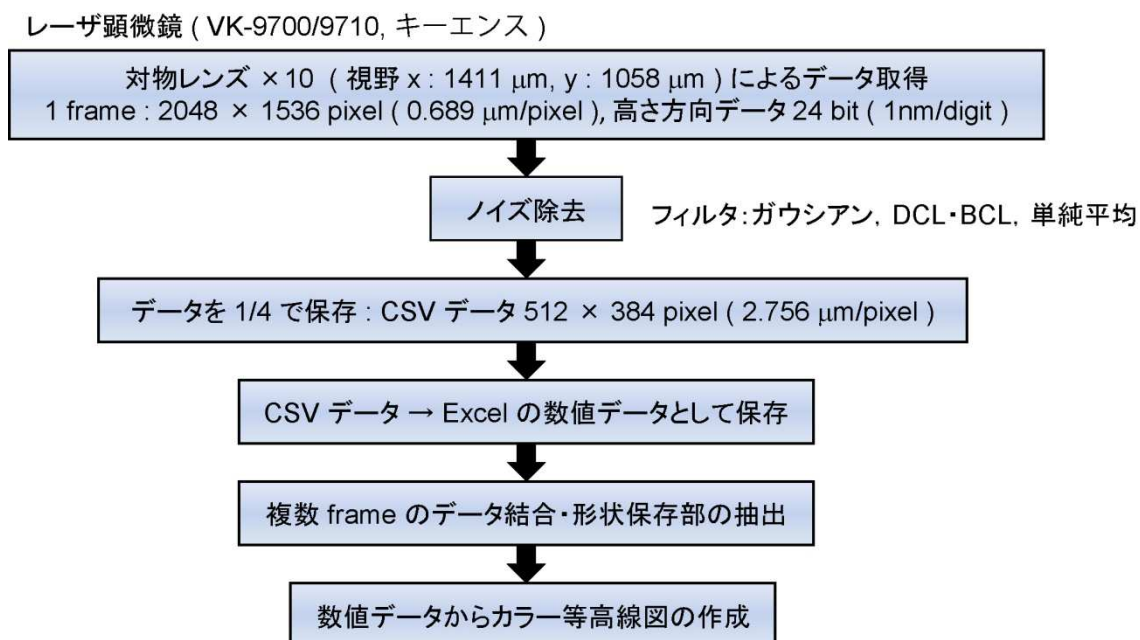 レーザ顕微鏡 ( VK-9700/9710, キーエンス )
対物レンズ ×10 ( 視野 x : 1411 μm, y : 1058 μm ) によるデータ取得
1 frame : 2048 × 1536 pixel ( 0.689 μm/pixel ), 高さ方向データ 24 bit ( 1nm/digit )
ノイズ除去
フィルタ:ガウシアン, DCL・BCL, 単純平均
データを 1/4 で保存 : CSV データ 512 × 384 pixel ( 2.756 μm/pixel )
CSV データ → Excel の数値データとして保存
複数 frame のデータ結合・形状保存部の抽出
数値データからカラー等高線図の作成